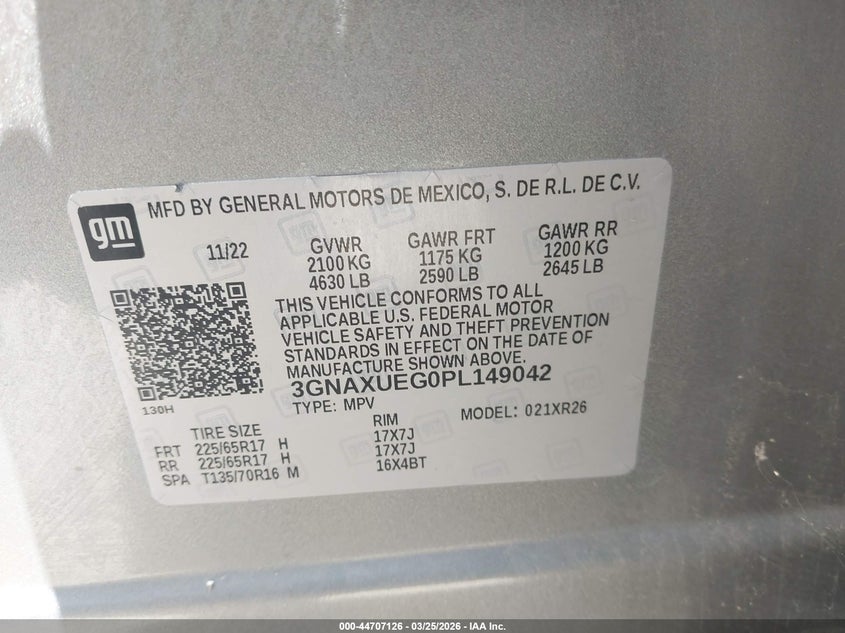 gm
MFD BY GENERAL MOTORS DE MEXICO, S. DE R.L. DE C.V.
11/22
GVWR
2100 KG
4630 LB
GAWR FRT
1175 KG
2590 LB
GAWR RR
1200 KG
2645 LB
THIS VEHICLE CONFORMS TO ALL
APPLICABLE U.S. FEDERAL MOTOR
VEHICLE SAFETY AND THEFT PREVENTION
STANDARDS IN EFFECT ON THE DATE OF
MANUFACTURE SHOWN ABOVE.
3GNAXUEG0PL149042
130H
TYPE: MPV
MODEL: 021XR26
TIRE SIZE RIM
FRT 225/65R17 H 17X7J
RR 225/65R17 H 17X7J
SPA T135/70R16 M 16X4BT
000-44707126 - 03/25/2026 - IAA Inc.